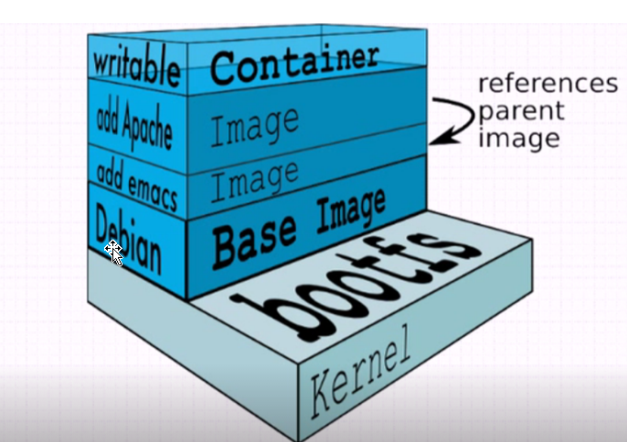 writable Container
add Apache Image
add emacs Image
Debian Base Image
references
parent
image
bootfs
Kernel